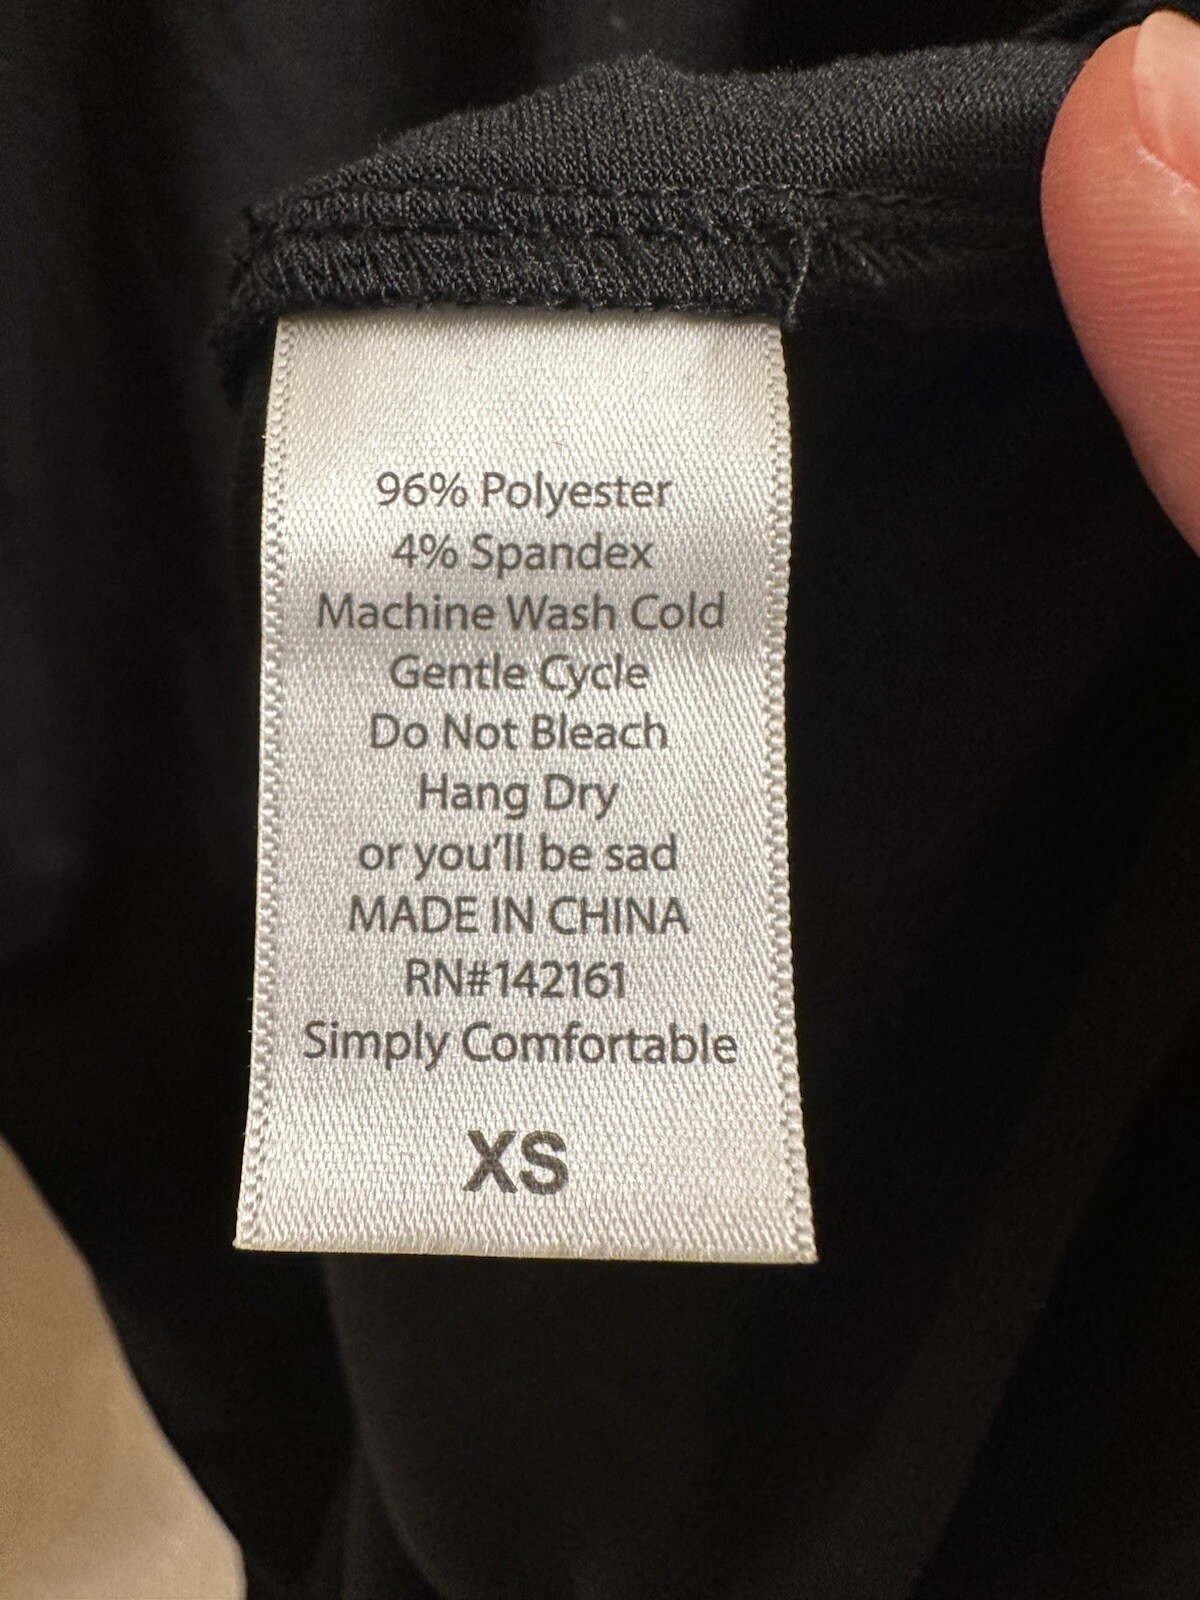 96% Polyester
4% Spandex
Machine Wash Cold
Gentle Cycle
Do Not Bleach
Hang Dry
or you'll be sad
MADE IN CHINA
RN#142161
Simply Comfortable
XS